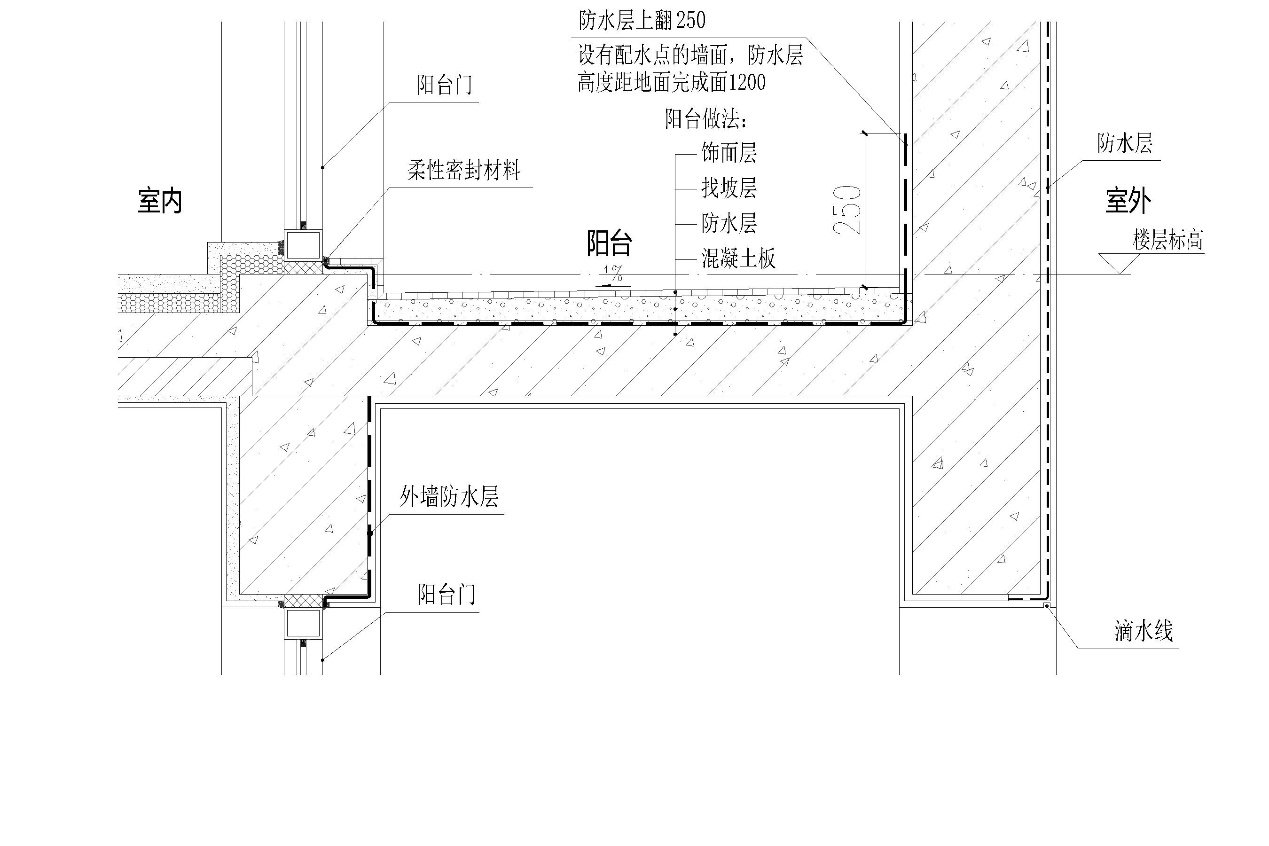 防水层上翻250
设有配水点的墙面，防水层
高度距地面完成面1200
阳台门
阳台做法：
饰面层
防水层
柔性密封材料
找坡层
室内
室外
250
防水层
楼层标高
阳台
混凝土板
1%
外墙防水层
阳台门
滴水线